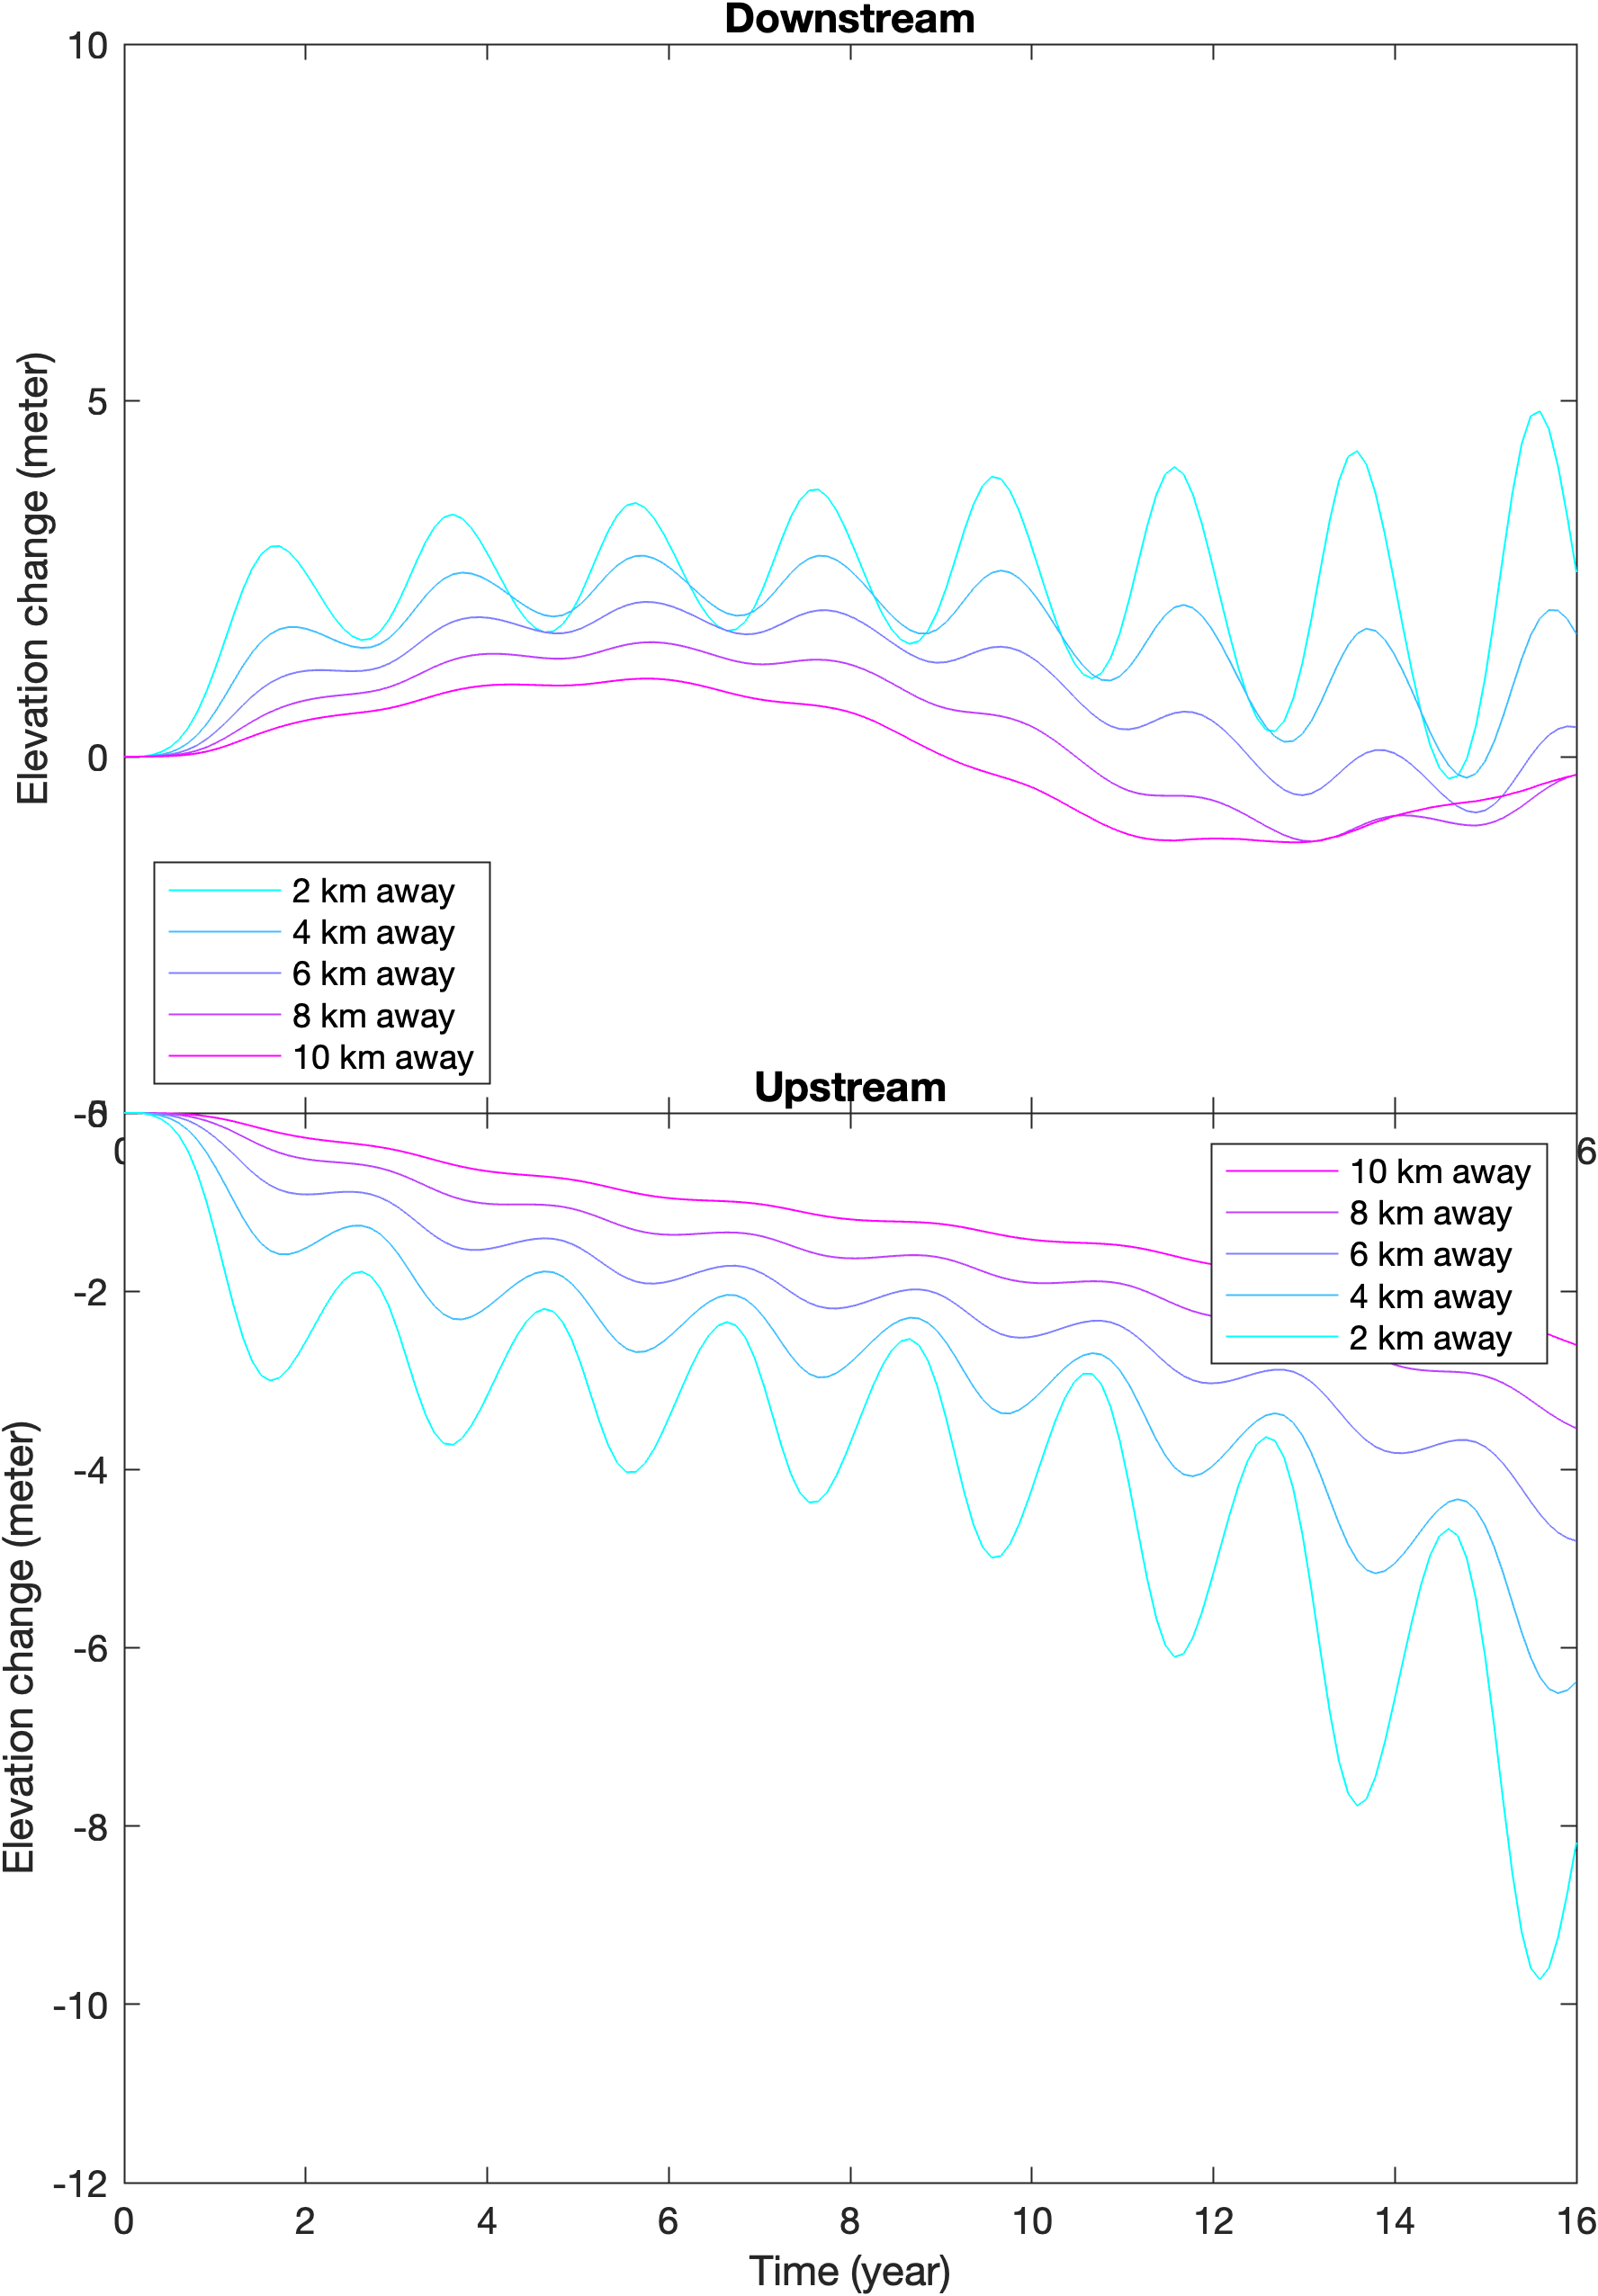 Downstream
10
5
0
Elevation change (meter)
2 km away
4 km away
6 km away
8 km away
10 km away
Upstream
6
10 km away
8 km away
6 km away
4 km away
2 km away
-2
-4
-6
-8
-10
-12
Elevation change (meter)
0 2 4 6 8 10 12 14 16
Time (year)